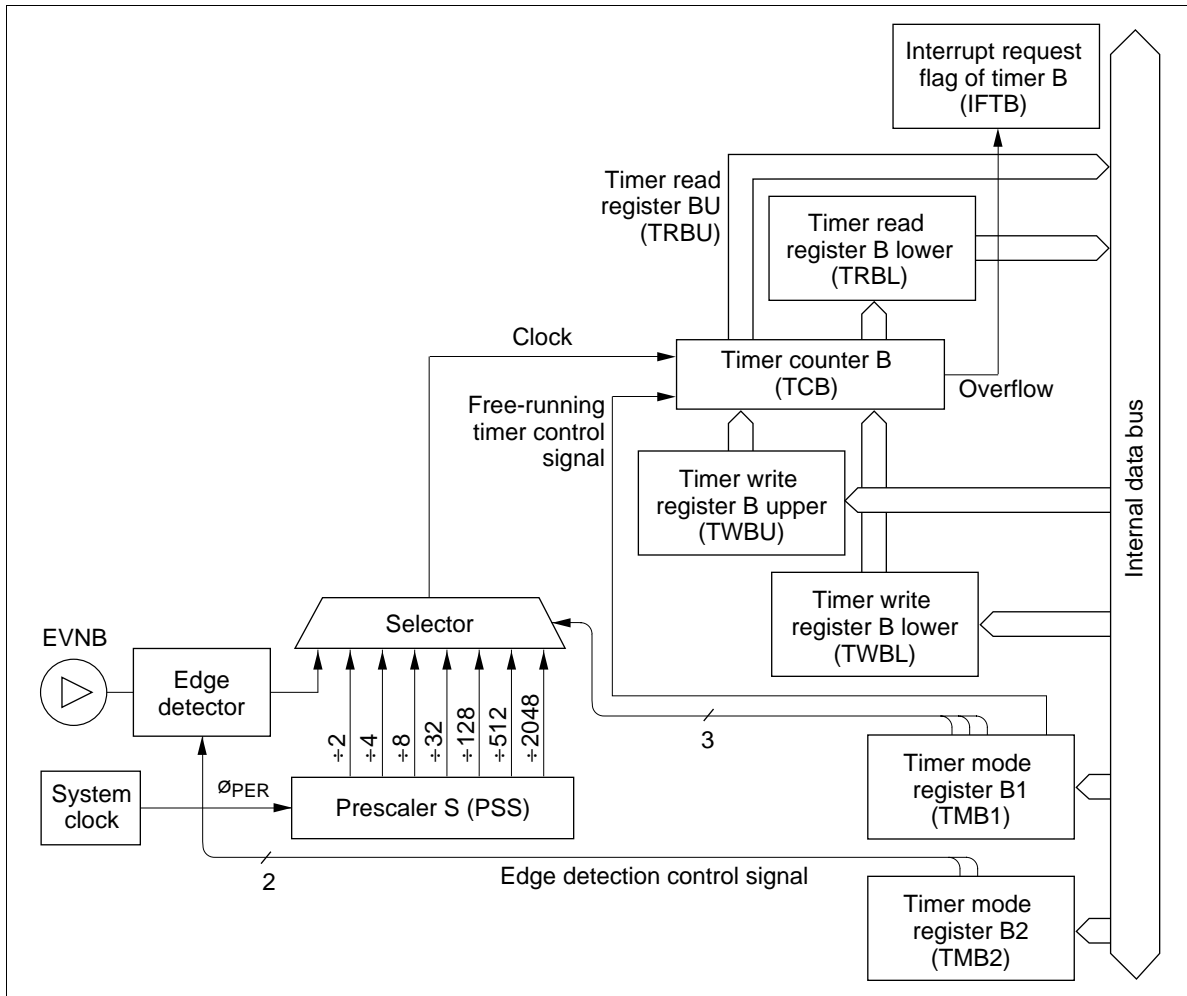 Interrupt request
flag of timer B
(IFTB)
Timer read
register BU
(TRBU)
Timer read
register B lower
(TRBL)
Clock
Timer counter B
(TCB)
Overflow
Free-running
timer control
signal
Timer write
register B upper
(TWBU)
Internal data bus
Timer write
register B lower
(TWBL)
Selector
EVNB
Edge
detector
÷2
÷4
÷8
÷32
÷128
÷512
÷2048
3
System
clock
øPER
Prescaler S (PSS)
Timer mode
register B1
(TMB1)
2
Edge detection control signal
Timer mode
register B2
(TMB2)